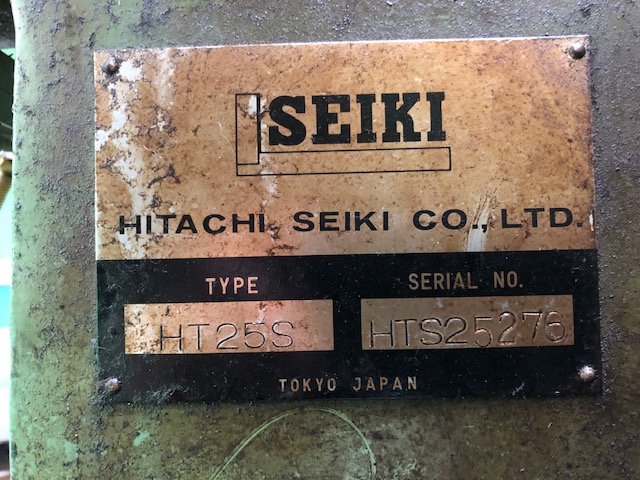 SEIKI
HITACHI SEIKI CO., LTD.
TYPE SERIAL NO.
HT25S HTS25276
TOKYO JAPAN